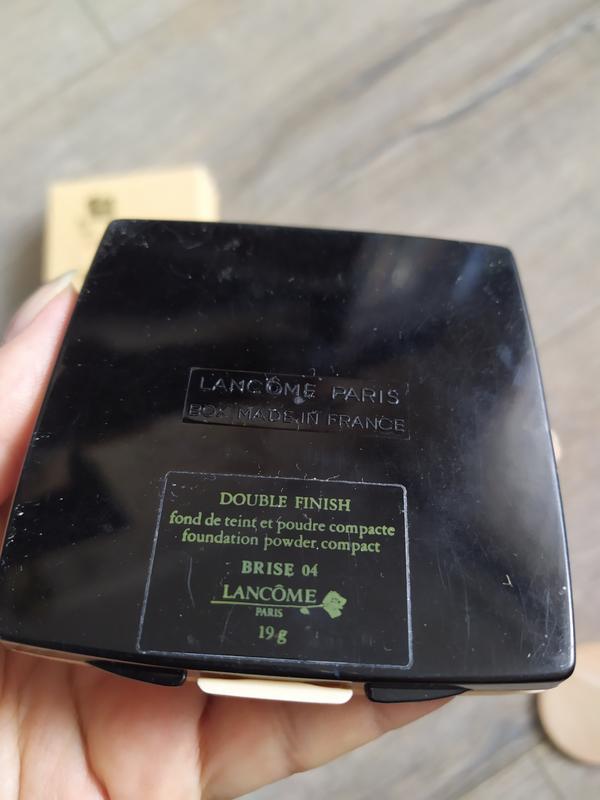 LANCÔME PARIS
BOX MADE IN FRANCE
DOUBLE FINISH
fond de teint et poudre compacte
foundation powder compact
BRISE 04
LANCÔME
PARIS
19 g